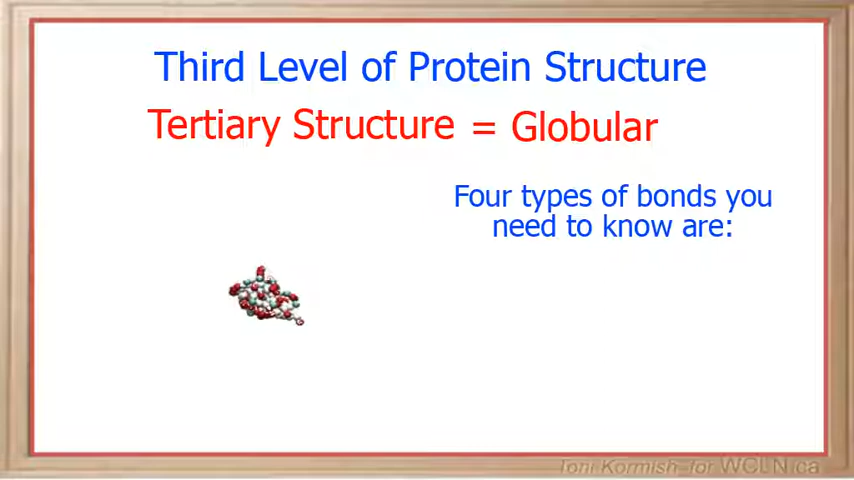 Third Level of Protein Structure
Tertiary Structure = Globular
Four types of bonds you
need to know are:
Toni Kormish for WCLN.ca